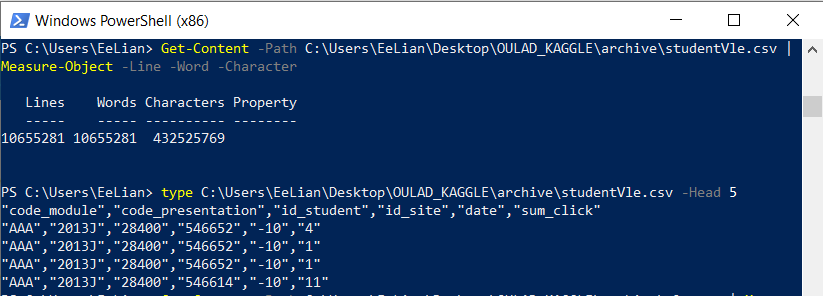 Windows PowerShell (x86)
PS C:\Users\EeLian> Get-Content -Path C:\Users\EeLian\Desktop\OULAD_KAGGLE\archive\studentVle.csv |
Measure-Object -Line -Word -Character
Lines Words Characters Property
----- ----- ---------- --------
10655281 10655281 432525769
PS C:\Users\EeLian> type C:\Users\EeLian\Desktop\OULAD_KAGGLE\archive\studentVle.csv -Head 5
"code_module","code_presentation","id_student","id_site","date","sum_click"
"AAA","2013J","28400","546652","-10","4"
"AAA","2013J","28400","546652","-10","1"
"AAA","2013J","28400","546652","-10","1"
"AAA","2013J","28400","546614","-10","11"